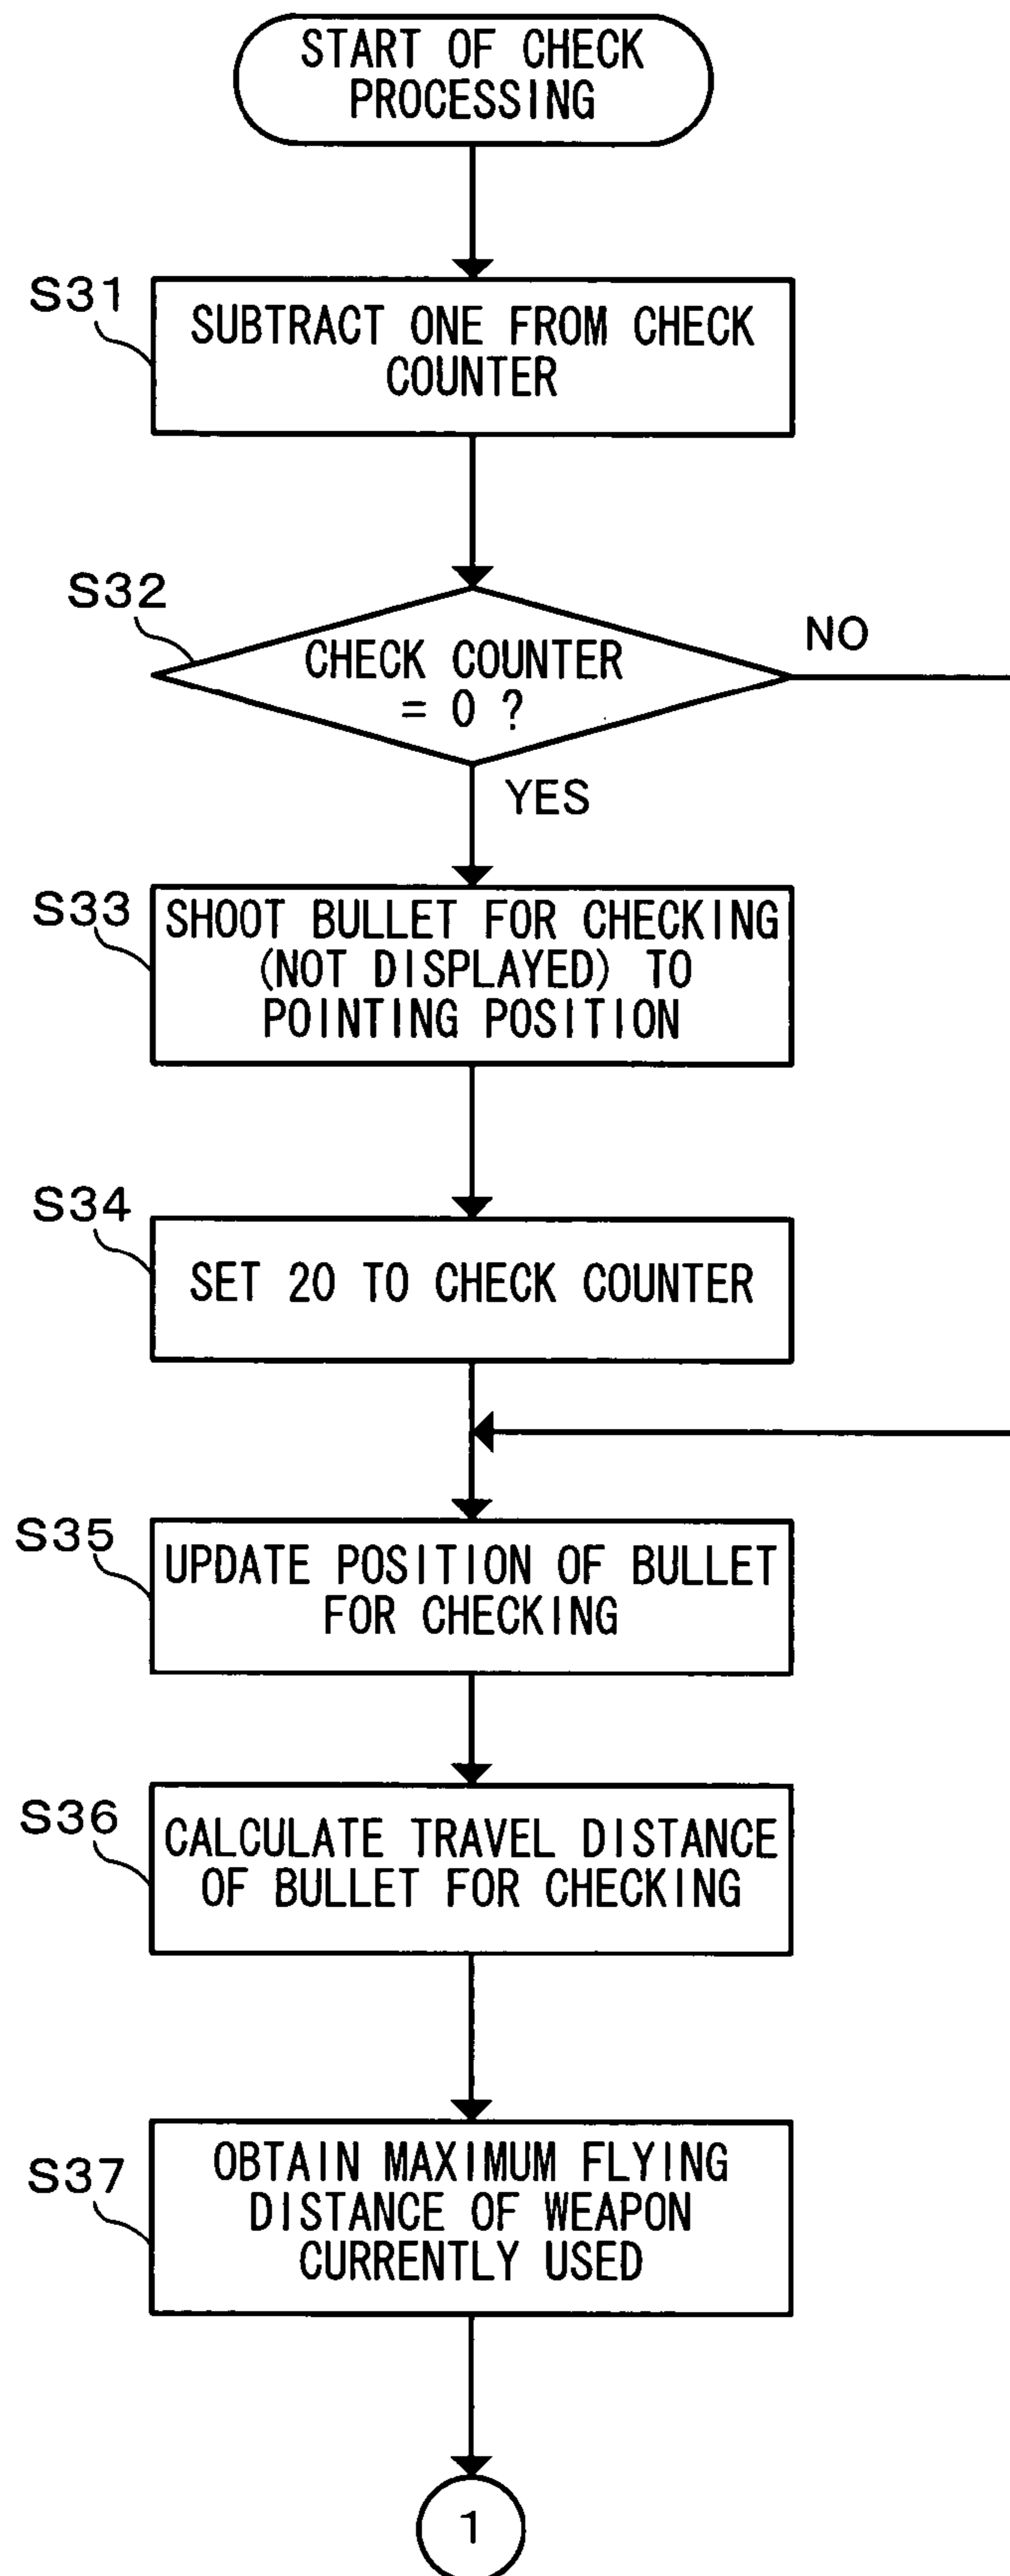 START OF CHECK
PROCESSING
S31
SUBTRACT ONE FROM CHECK
COUNTER
S32
CHECK COUNTER
= 0 ?
NO
YES
S33
SHOOT BULLET FOR CHECKING
(NOT DISPLAYED) TO
POINTING POSITION
S34
SET 20 TO CHECK COUNTER
S35
UPDATE POSITION OF BULLET
FOR CHECKING
S36
CALCULATE TRAVEL DISTANCE
OF BULLET FOR CHECKING
S37
OBTAIN MAXIMUM FLYING
DISTANCE OF WEAPON
CURRENTLY USED
1